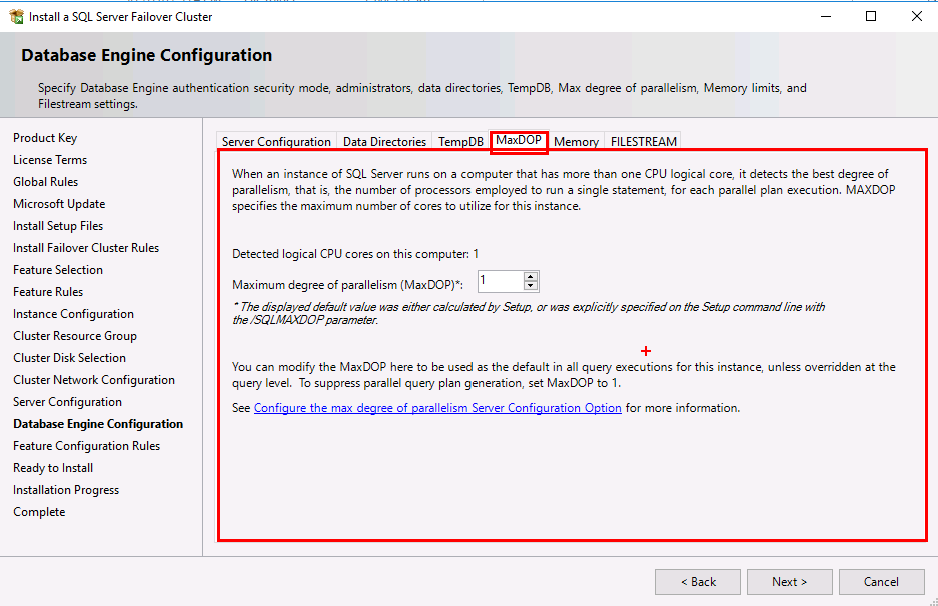 Install a SQL Server Failover Cluster
Database Engine Configuration
Specify Database Engine authentication security mode, administrators, data directories, TempDB, Max degree of parallelism, Memory limits, and
Filestream settings.
Product Key
License Terms
Global Rules
Microsoft Update
Install Setup Files
Install Failover Cluster Rules
Feature Selection
Feature Rules
Instance Configuration
Cluster Resource Group
Cluster Disk Selection
Cluster Network Configuration
Server Configuration
Database Engine Configuration
Feature Configuration Rules
Ready to Install
Installation Progress
Complete
Server Configuration Data Directories TempDB MaxDOP Memory FILESTREAM
When an instance of SQL Server runs on a computer that has more than one CPU logical core, it detects the best degree of
parallelism, that is, the number of processors employed to run a single statement, for each parallel plan execution. MAXDOP
specifies the maximum number of cores to utilize for this instance.
Detected logical CPU cores on this computer: 1
Maximum degree of parallelism (MaxDOP)*: 1
* The displayed default value was either calculated by Setup, or was explicitly specified on the Setup command line with
the /SQLMAXDOP parameter.
You can modify the MaxDOP here to be used as the default in all query executions for this instance, unless overridden at the
query level. To suppress parallel query plan generation, set MaxDOP to 1.
See Configure the max degree of parallelism Server Configuration Option for more information.
< Back Next > Cancel